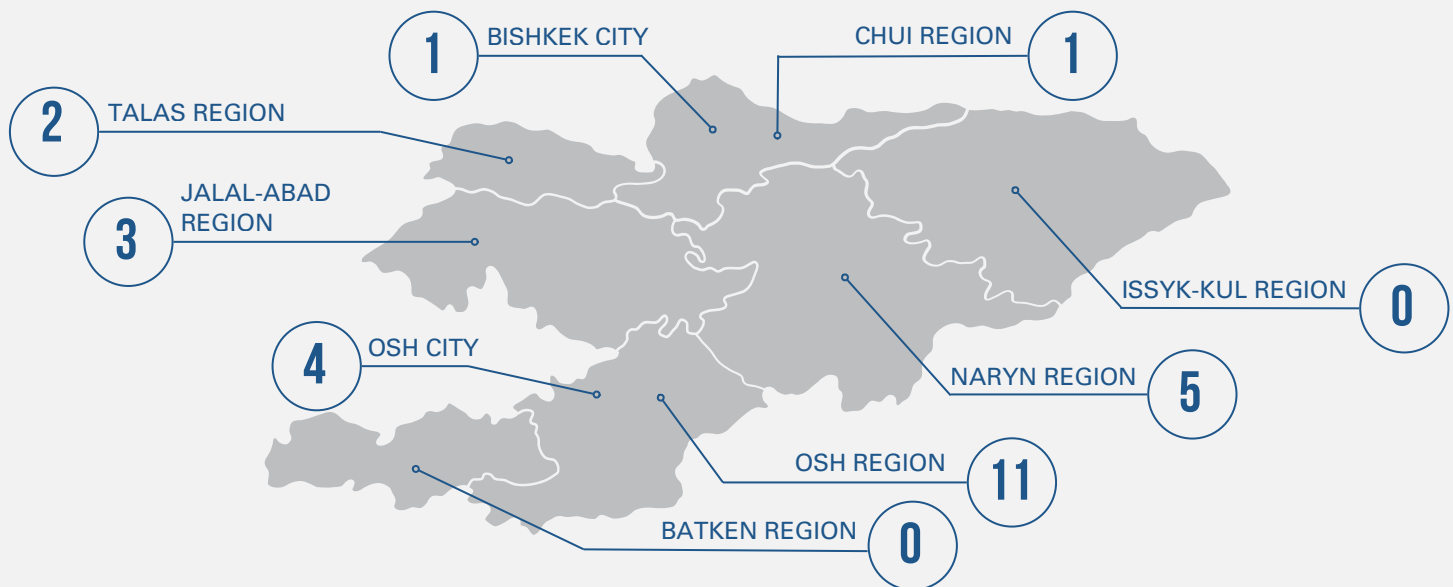 1
BISHKEK CITY
CHUI REGION
1
2
TALAS REGION
JALAL-ABAD
REGION
3
ISSYK-KUL REGION
0
4
OSH CITY
NARYN REGION
5
OSH REGION
11
BATKEN REGION
0